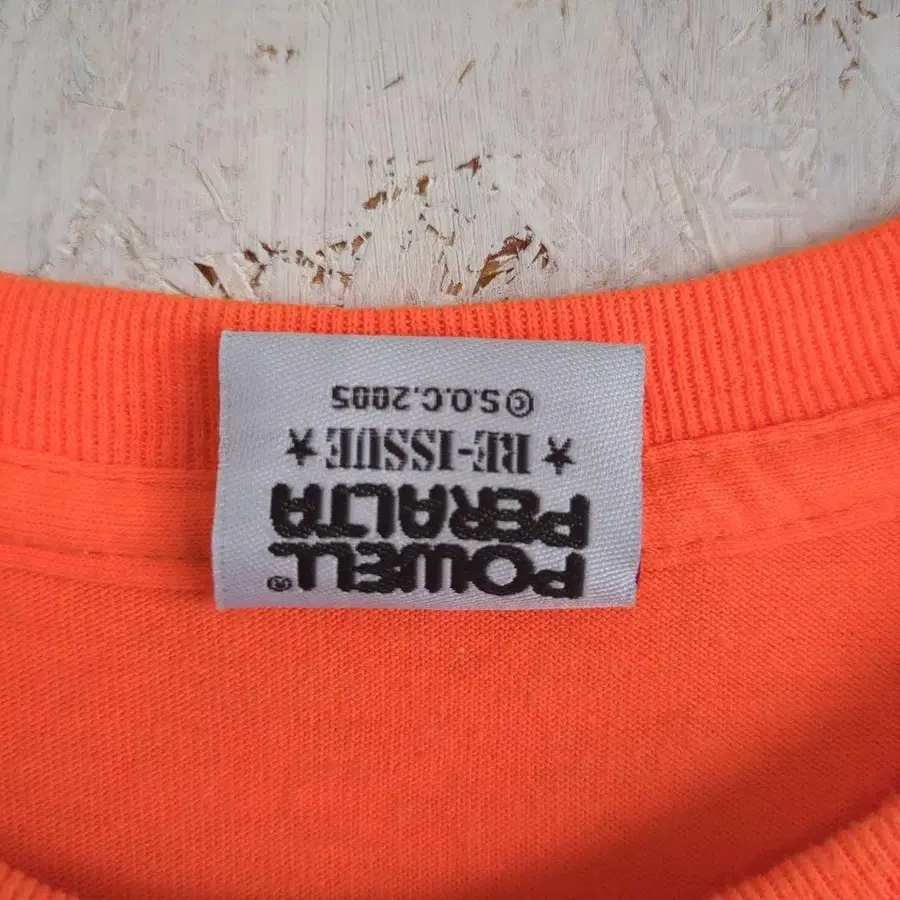 POWELL®
PERALTA
★ RE-ISSUE ★
© S.O.C.2005